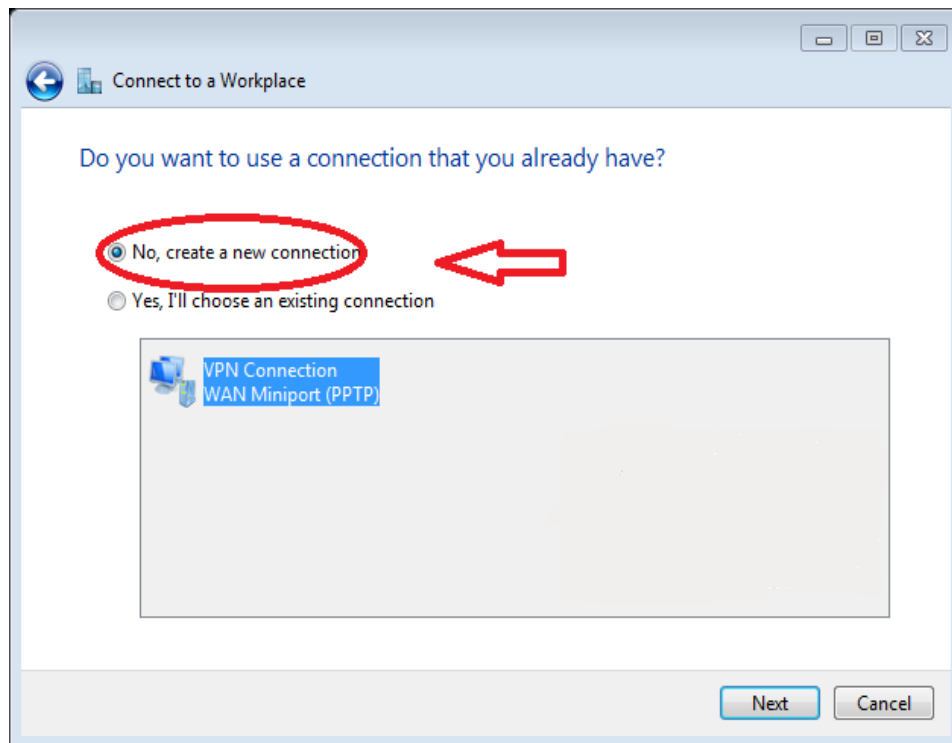 Connect to a Workplace
Do you want to use a connection that you already have?
No, create a new connection
Yes, I'll choose an existing connection
VPN Connection
WAN Miniport (PPTP)
Next
Cancel